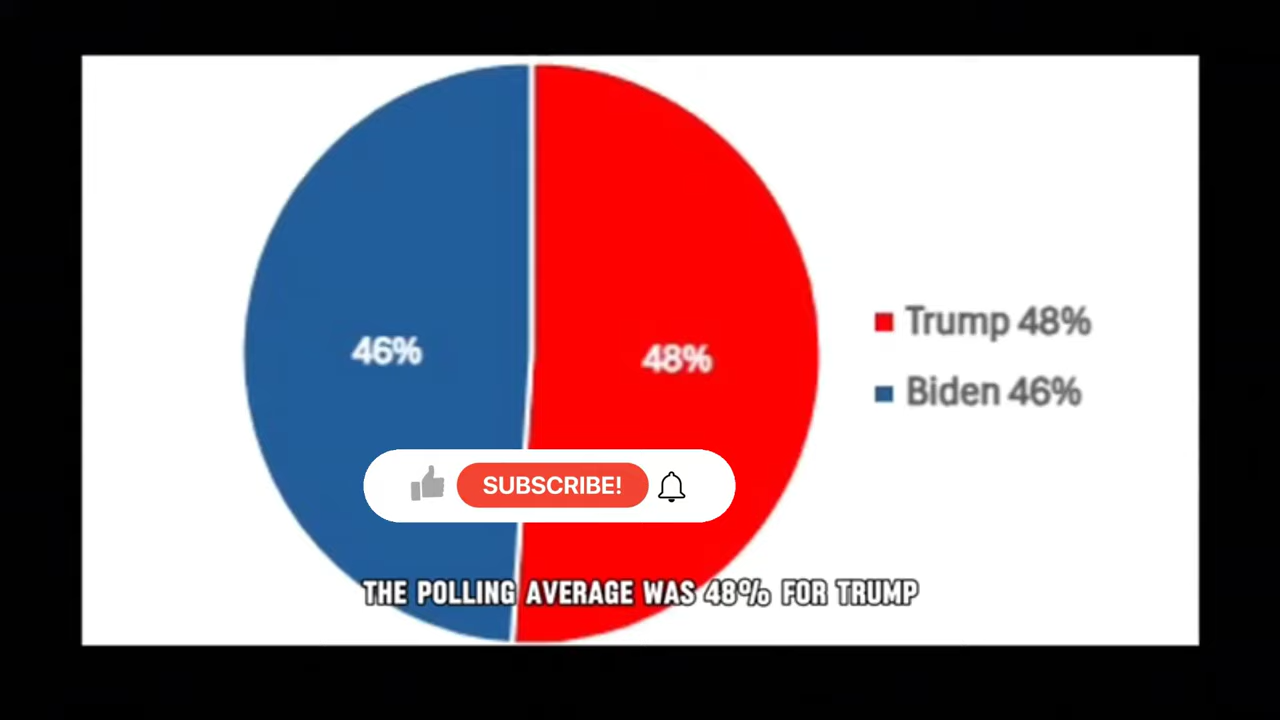 46%
48%
Trump 48%
Biden 46%
SUBSCRIBE!
THE POLLING AVERAGE WAS 48% FOR TRUMP